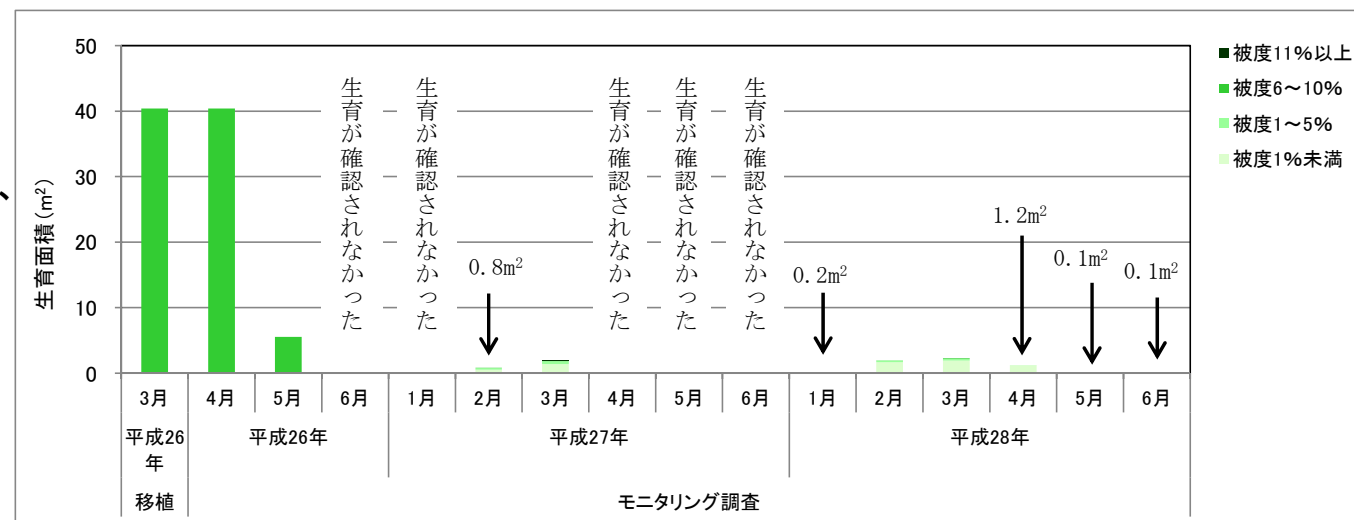 、
生育面積(m²)
50
40
30
20
10
0
生育が確認されなかった
生育が確認されなかった
生育が確認されなかった
生育が確認されなかった
生育が確認されなかった
0.8m²
0.2m²
1.2m²
0.1m²
0.1m²
3月 4月 5月 6月 1月 2月 3月 4月 5月 6月 1月 2月 3月 4月 5月 6月
平成26年 平成26年 平成27年 平成28年
移植 モニタリング調査
■被度11%以上
■被度6~10%
■被度1~5%
■被度1%未満